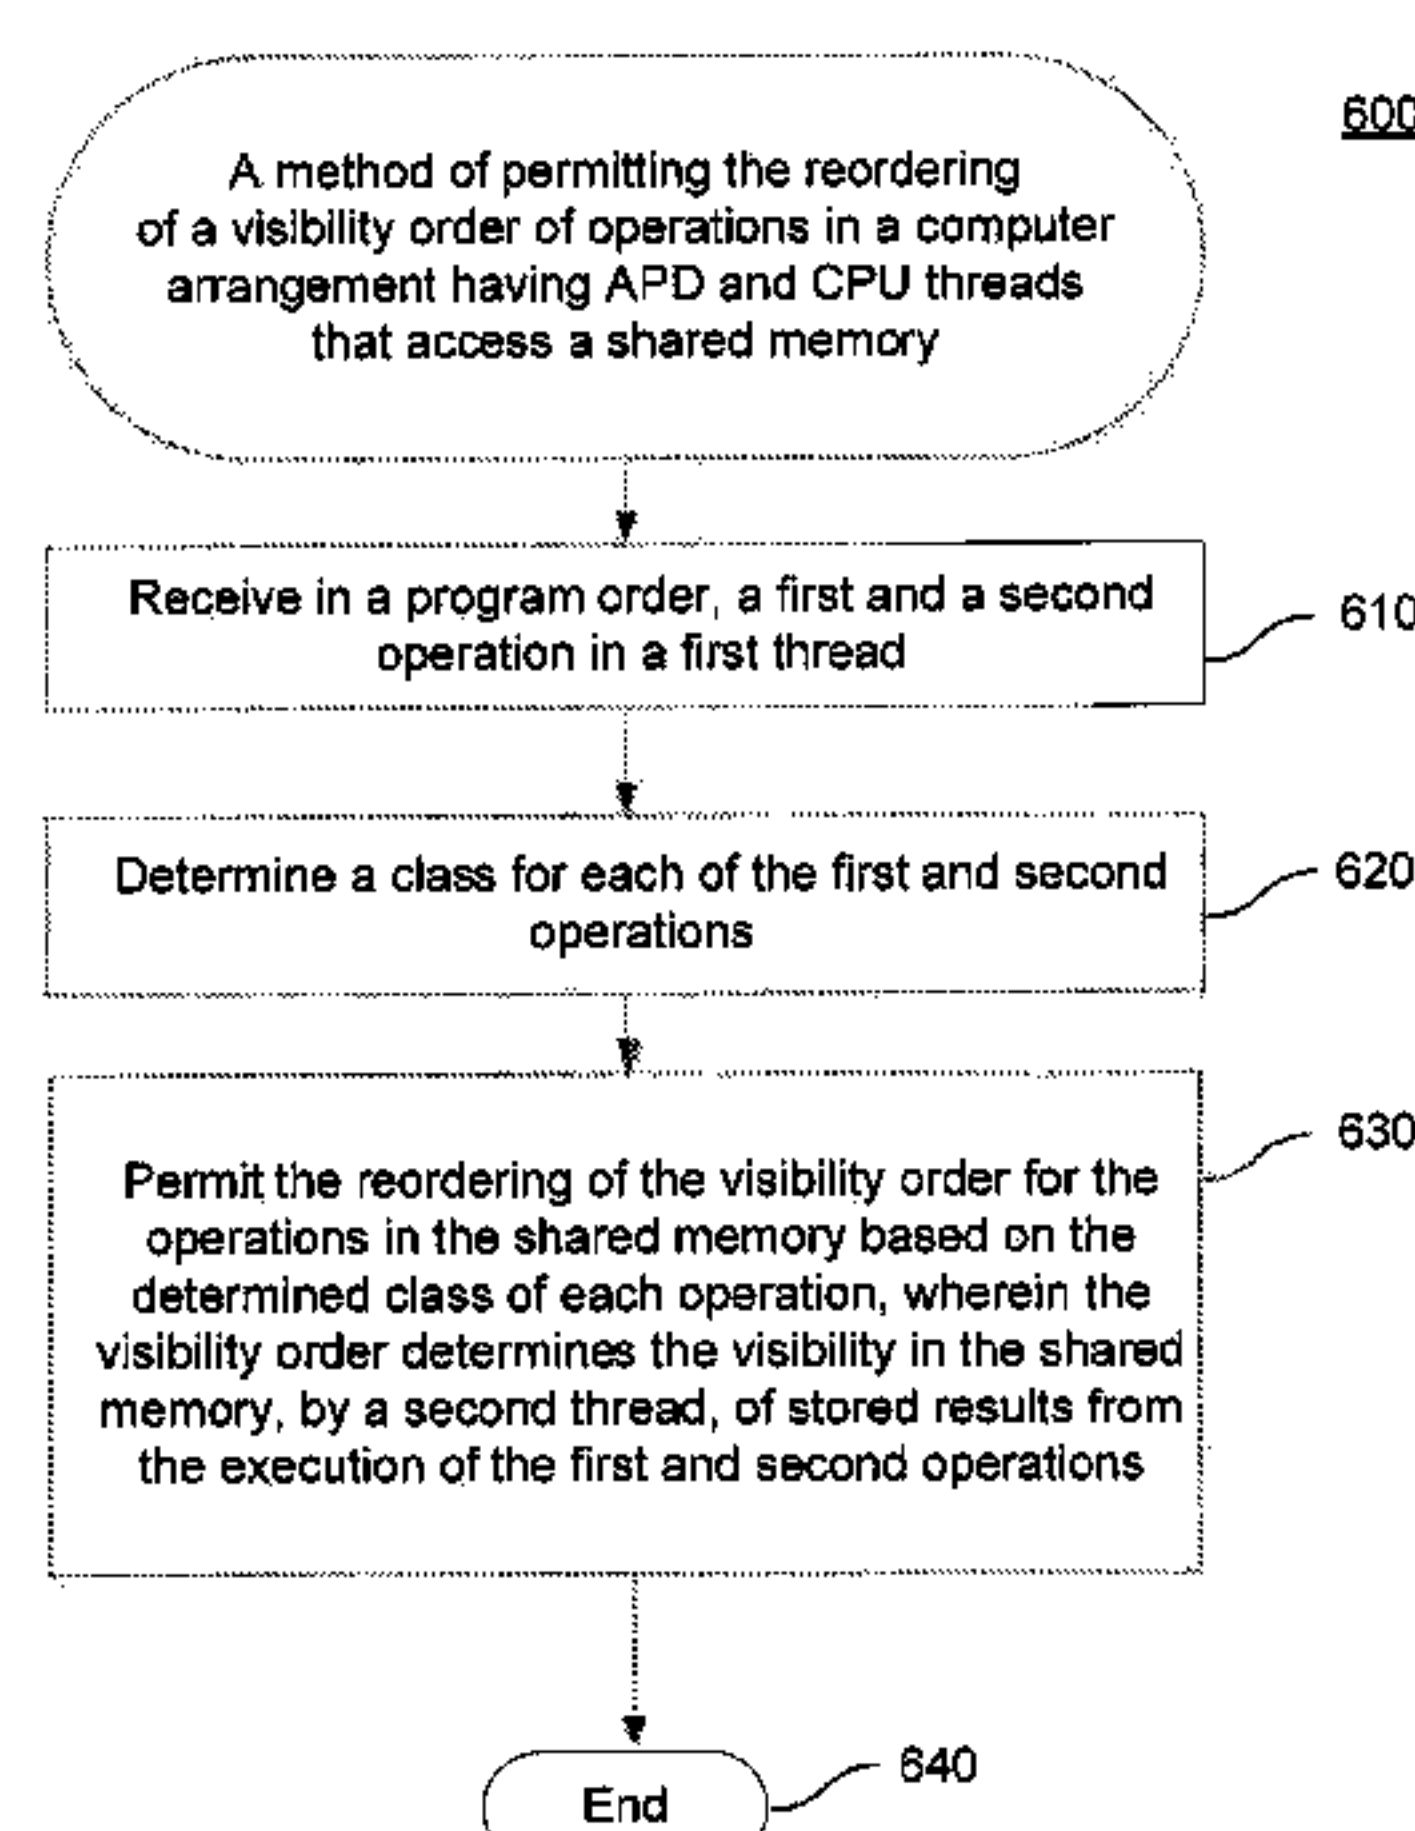 600
A method of permitting the reordering
of a visibility order of operations in a computer
arrangement having APD and CPU threads
that access a shared memory
Receive in a program order, a first and a second
operation in a first thread
610
Determine a class for each of the first and second
operations
620
Permit the reordering of the visibility order for the
operations in the shared memory based on the
determined class of each operation, wherein the
visibility order determines the visibility in the shared
memory, by a second thread, of stored results from
the execution of the first and second operations
630
End
640